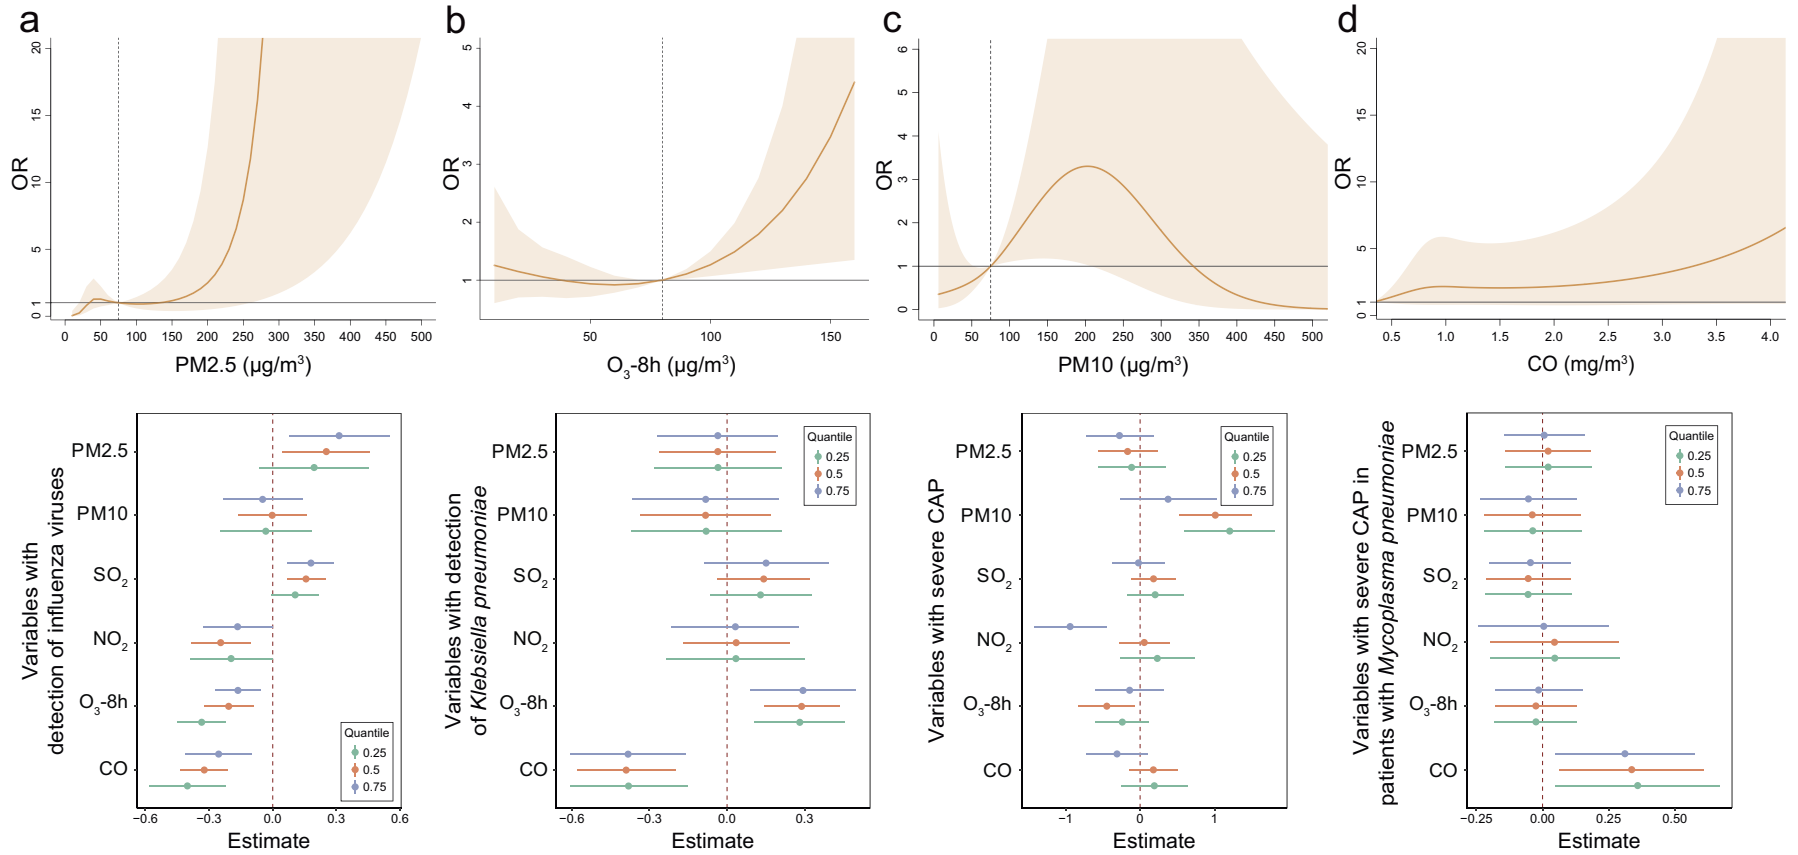 a
20
15
10
5
1
0
OR
0 50 100 150 200 250 300 350 400 450 500
PM2.5 (µg/m³)
b
5
4
3
2
1
OR
50 100 150
O₃-8h (µg/m³)
c
6
5
4
3
2
1
0
OR
0 50 100 150 200 250 300 350 400 450 500
PM10 (µg/m³)
d
20
15
10
5
1
0
OR
0.5 1.0 1.5 2.0 2.5 3.0 3.5 4.0
CO (mg/m³)
Variables with
detection of influenza viruses
PM2.5
PM10
SO₂
NO₂
O₃-8h
CO
Quantile
0.25
0.5
0.75
−0.6 −0.3 0.0 0.3 0.6
Estimate
Variables with detection
of Klebsiella pneumoniae
PM2.5
PM10
SO₂
NO₂
O₃-8h
CO
Quantile
0.25
0.5
0.75
−0.6 −0.3 0.0
Estimate
Variables with severe CAP
PM2.5
PM10
SO₂
NO₂
O₃-8h
CO
Quantile
0.25
0.5
0.75
−1 0 1
Estimate
Variables with severe CAP in
patients with Mycoplasma pneumoniae
PM2.5
PM10
SO₂
NO₂
O₃-8h
CO
Quantile
0.25
0.5
0.75
−0.25 0.00 0.25 0.50
Estimate